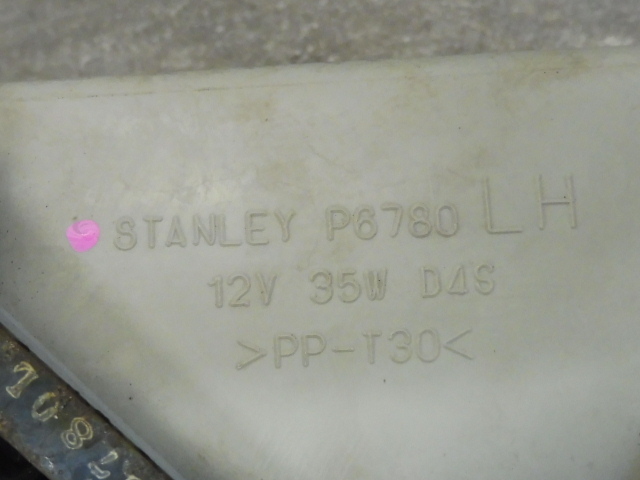 STANLEY P6780 LH
12V 35W D4S
>PP-T30<